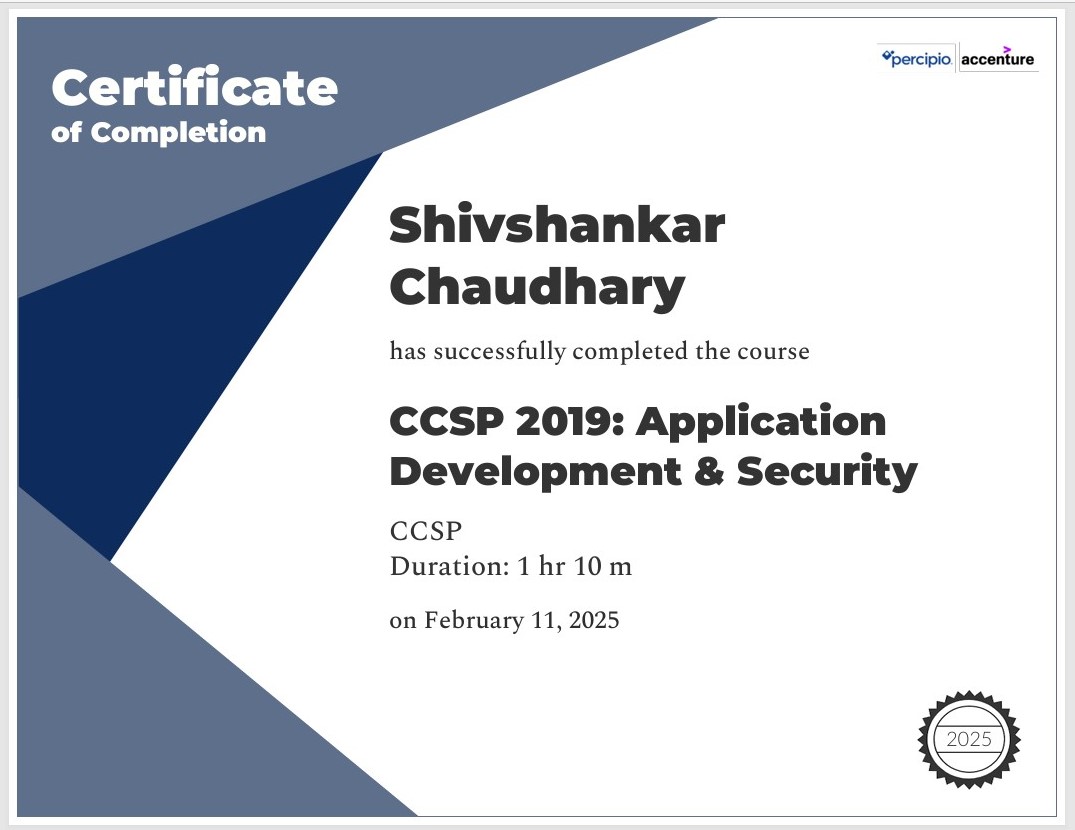 Certificate
of Completion
percipio. accenture
Shivshankar
Chaudhary
has successfully completed the course
CCSP 2019: Application
Development & Security
CCSP
Duration: 1 hr 10 m
on February 11, 2025
2025